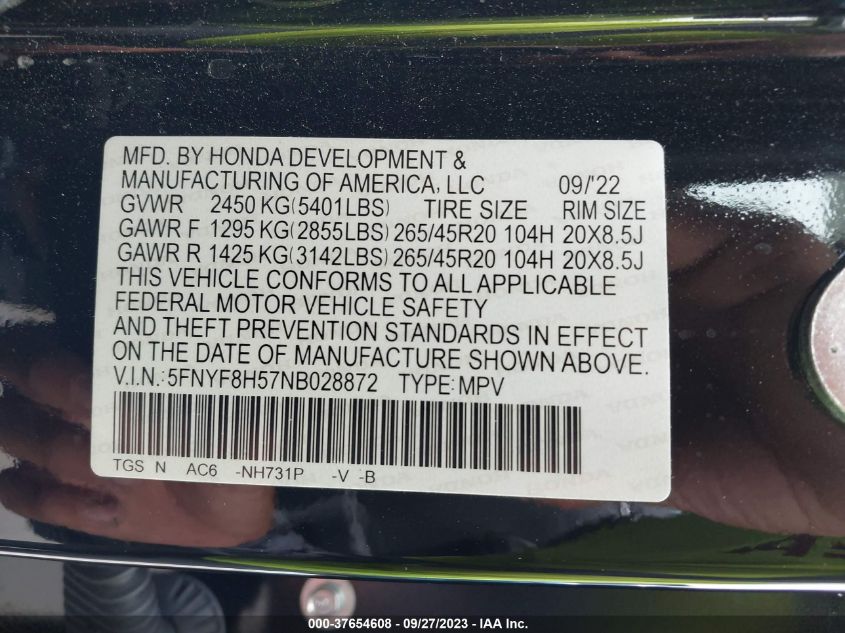 MFD. BY HONDA DEVELOPMENT &
MANUFACTURING OF AMERICA, LLC 09/'22
GVWR 2450 KG(5401LBS) TIRE SIZE RIM SIZE
GAWR F 1295 KG(2855LBS) 265/45R20 104H 20X8.5J
GAWR R 1425 KG(3142LBS) 265/45R20 104H 20X8.5J
THIS VEHICLE CONFORMS TO ALL APPLICABLE
FEDERAL MOTOR VEHICLE SAFETY
AND THEFT PREVENTION STANDARDS IN EFFECT
ON THE DATE OF MANUFACTURE SHOWN ABOVE.
V.I.N.: 5FNYF8H57NB028872 TYPE: MPV
TGS N AC6 -NH731P -V -B
000-37654608 - 09/27/2023 - IAA Inc.